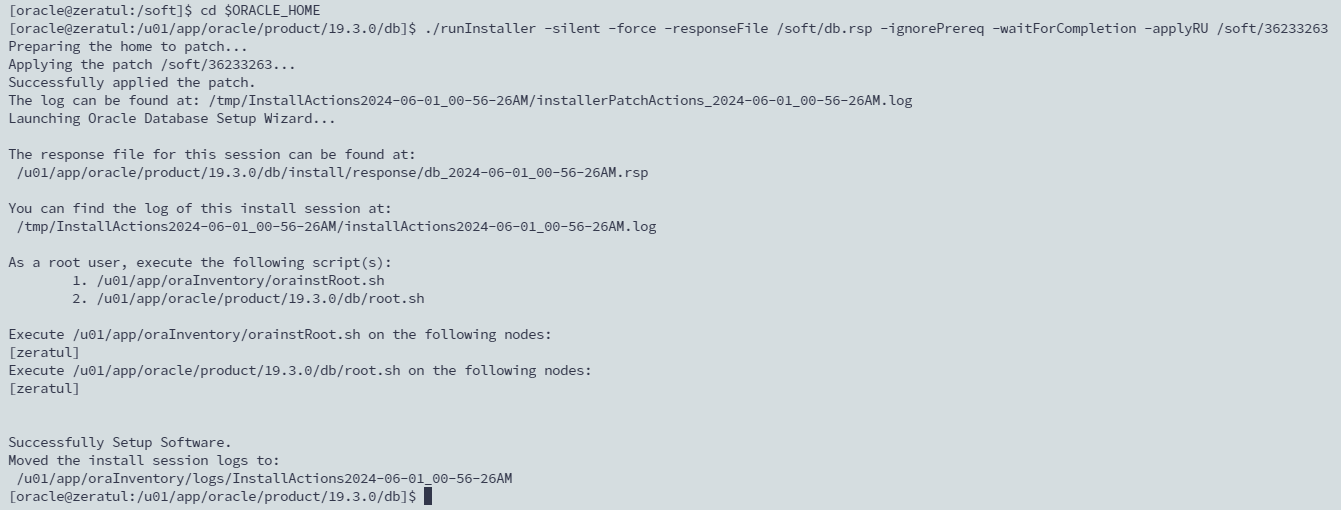 [oracle@zeratul:/soft]$ cd $ORACLE_HOME
[oracle@zeratul:/u01/app/oracle/product/19.3.0/db]$ ./runInstaller -silent -force -responseFile /soft/db.rsp -ignorePrereq -waitForCompletion -applyRU /soft/36233263
Preparing the home to patch...
Applying the patch /soft/36233263...
Successfully applied the patch.
The log can be found at: /tmp/InstallActions2024-06-01_00-56-26AM/installerPatchActions_2024-06-01_00-56-26AM.log
Launching Oracle Database Setup Wizard...
The response file for this session can be found at:
/u01/app/oracle/product/19.3.0/db/install/response/db_2024-06-01_00-56-26AM.rsp
You can find the log of this install session at:
/tmp/InstallActions2024-06-01_00-56-26AM/installActions2024-06-01_00-56-26AM.log
As a root user, execute the following script(s):
1. /u01/app/oraInventory/orainstRoot.sh
2. /u01/app/oracle/product/19.3.0/db/root.sh
Execute /u01/app/oraInventory/orainstRoot.sh on the following nodes:
[zeratul]
Execute /u01/app/oracle/product/19.3.0/db/root.sh on the following nodes:
[zeratul]
Successfully Setup Software.
Moved the install session logs to:
/u01/app/oraInventory/logs/InstallActions2024-06-01_00-56-26AM
[oracle@zeratul:/u01/app/oracle/product/19.3.0/db]$